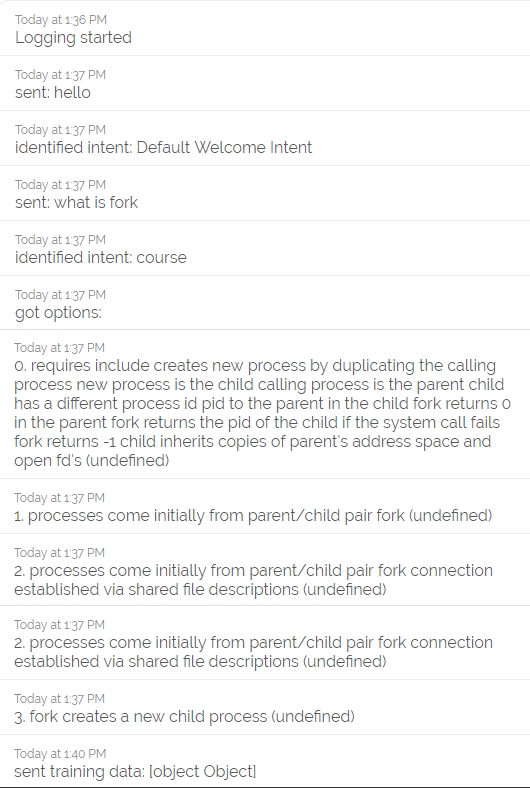 Today at 1:36 PM
Logging started
Today at 1:37 PM
sent: hello
Today at 1:37 PM
identified intent: Default Welcome Intent
Today at 1:37 PM
sent: what is fork
Today at 1:37 PM
identified intent: course
Today at 1:37 PM
got options:
Today at 1:37 PM
0. requires include creates new process by duplicating the calling
process new process is the child calling process is the parent child
has a different process id pid to the parent in the child fork returns 0
in the parent fork returns the pid of the child if the system call fails
fork returns -1 child inherits copies of parent's address space and
open fd's (undefined)
Today at 1:37 PM
1. processes come initially from parent/child pair fork (undefined)
Today at 1:37 PM
2. processes come initially from parent/child pair fork connection
established via shared file descriptions (undefined)
Today at 1:37 PM
2. processes come initially from parent/child pair fork connection
established via shared file descriptions (undefined)
Today at 1:37 PM
3. fork creates a new child process (undefined)
Today at 1:40 PM
sent training data: [object Object]